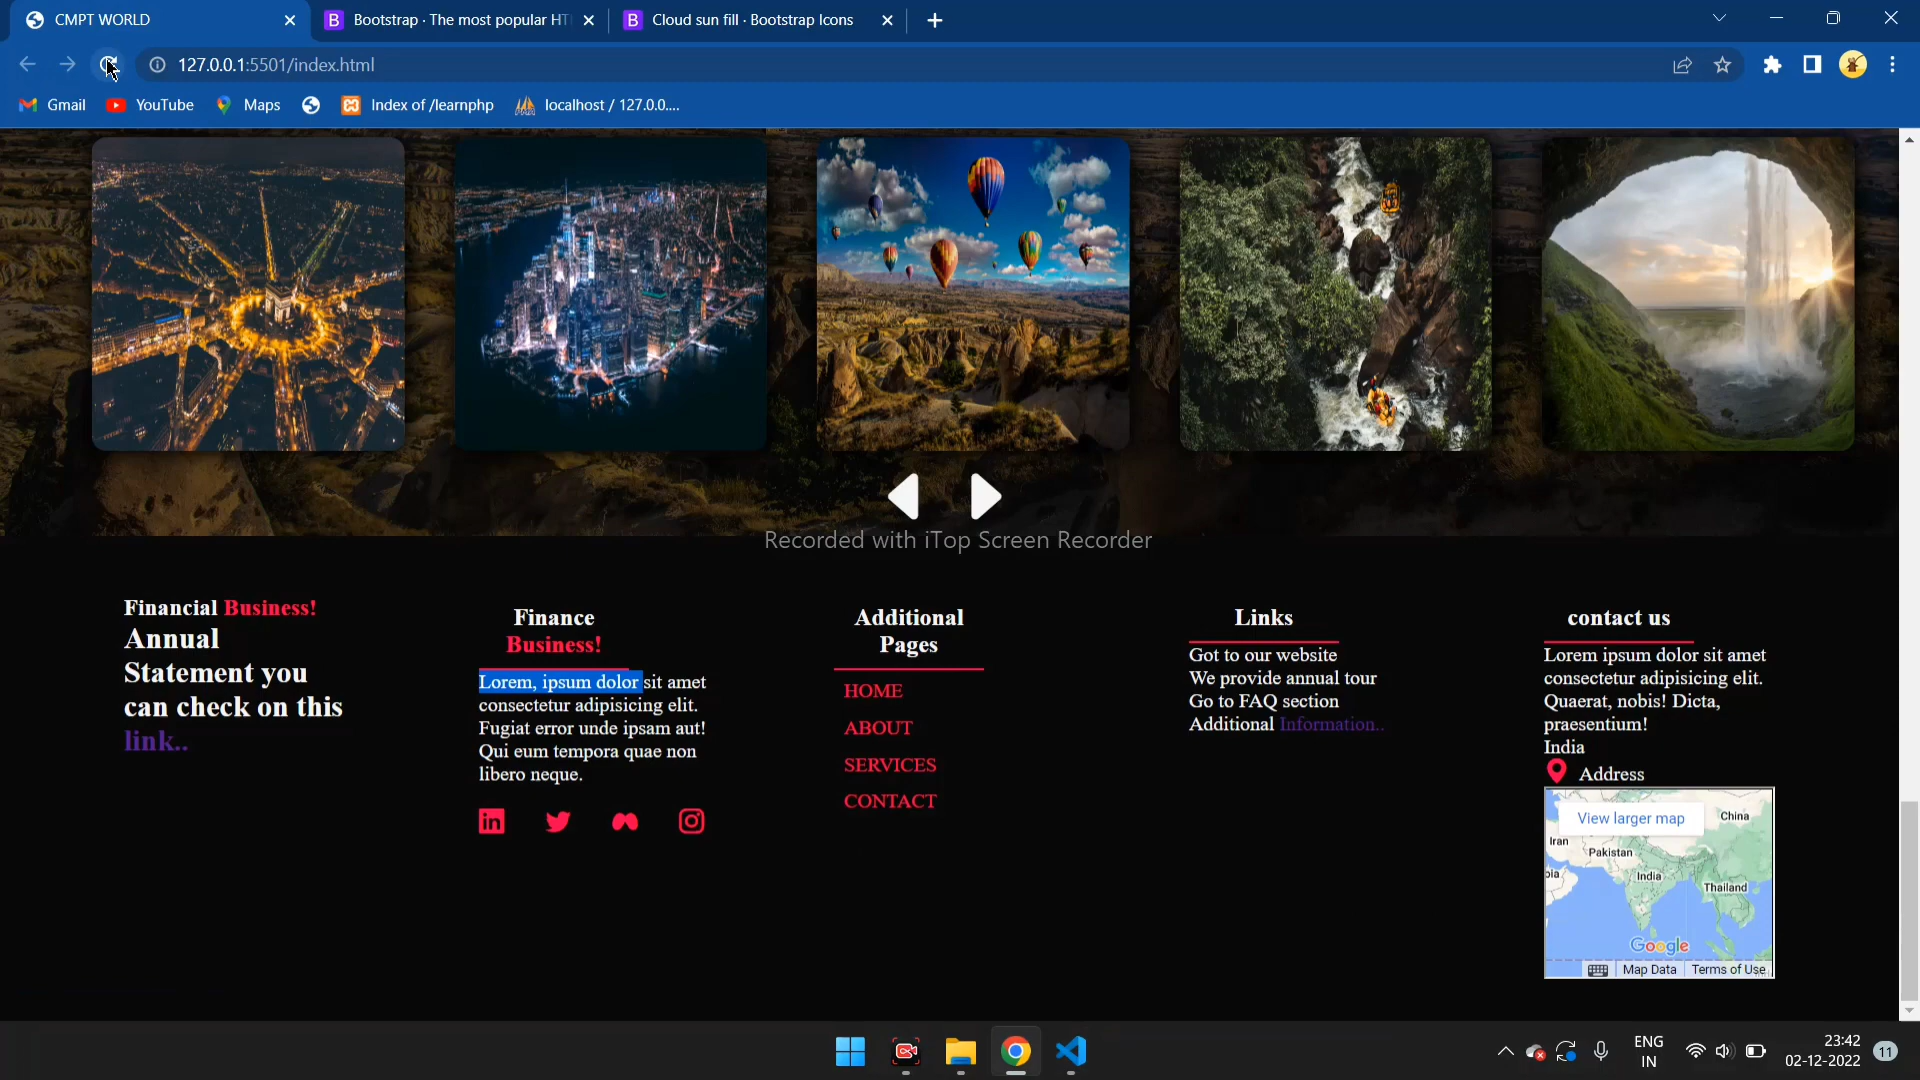 CMPT WORLD
Bootstrap · The most popular HT
Cloud sun fill · Bootstrap Icons
127.0.0.1:5501/index.html
Gmail
YouTube
Maps
Index of /learnphp
localhost / 127.0.0....
Recorded with iTop Screen Recorder
Financial Business!
Annual
Statement you
can check on this
link..
Finance
Business!
Lorem, ipsum dolor sit amet
consectetur adipisicing elit.
Fugiat error unde ipsam aut!
Qui eum tempora quae non
libero neque.
Additional
Pages
HOME
ABOUT
SERVICES
CONTACT
Links
Got to our website
We provide annual tour
Go to FAQ section
Additional Information..
contact us
Lorem ipsum dolor sit amet
consectetur adipisicing elit.
Quaerat, nobis! Dicta,
praesentium!
India
Address
View larger map
China
Iran
Pakistan
India
Thailand
Google
Map Data
Terms of Use
ENG
IN
23:42
02-12-2022
11